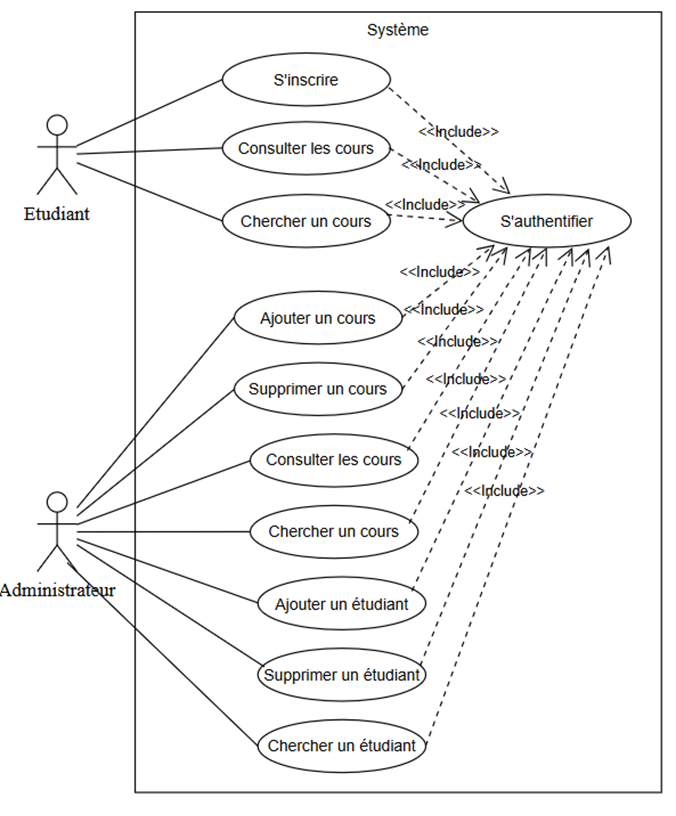 Système
S'inscrire
<<Include>>
Consulter les cours
<<Include>>
Etudiant
Chercher un cours
<<Include>>
S'authentifier
<<Include>>
Ajouter un cours
<<Include>>
<<Include>>
Supprimer un cours
<<Include>>
<<Include>>
Consulter les cours
<<Include>>
<<Include>>
Chercher un cours
Administrateur
Ajouter un étudiant
Supprimer un étudiant
Chercher un étudiant